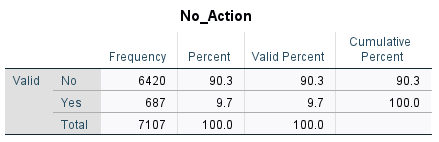 No_Action
Frequency Percent Valid Percent Cumulative Percent
Valid No 6420 90.3 90.3 90.3
Yes 687 9.7 9.7 100.0
Total 7107 100.0 100.0